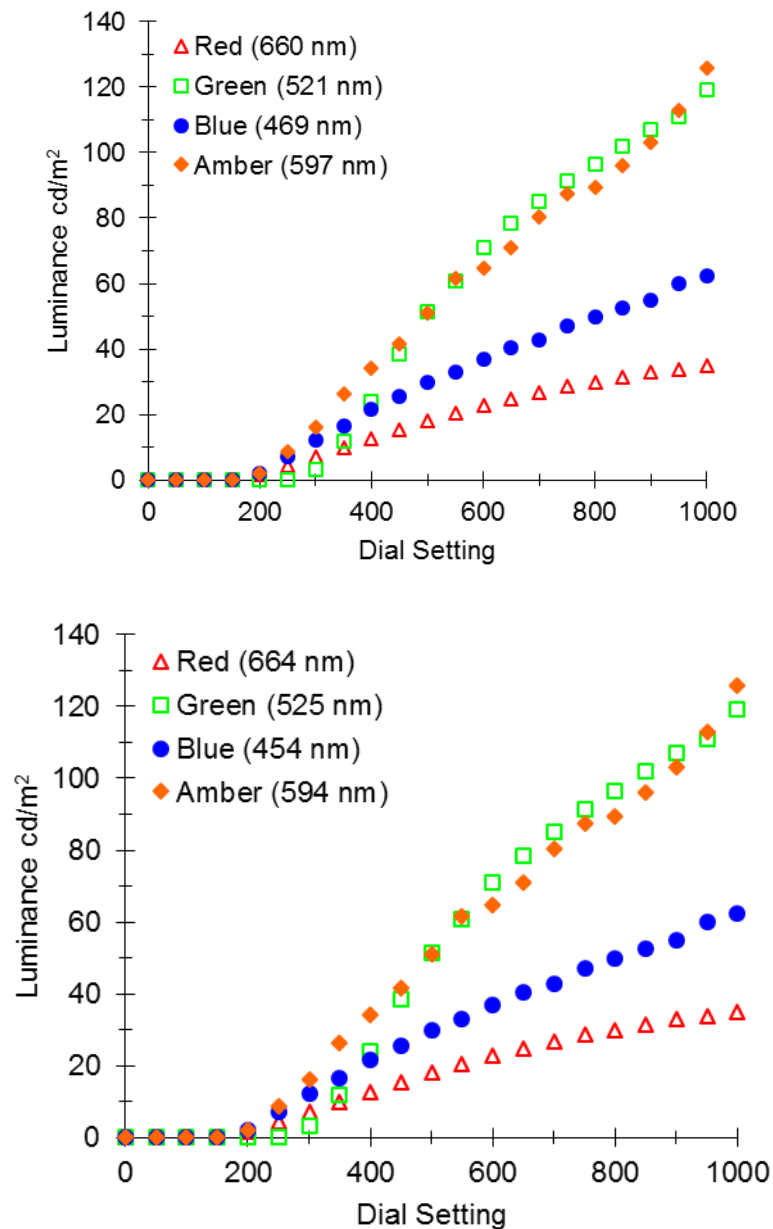 140
120
100
80
60
40
20
0
Luminance cd/m²
Red (660 nm)
Green (521 nm)
Blue (469 nm)
Amber (597 nm)
0 200 400 600 800 1000
Dial Setting
140
120
100
80
60
40
20
0
Luminance cd/m²
Red (664 nm)
Green (525 nm)
Blue (454 nm)
Amber (594 nm)
0 200 400 600 800 1000
Dial Setting